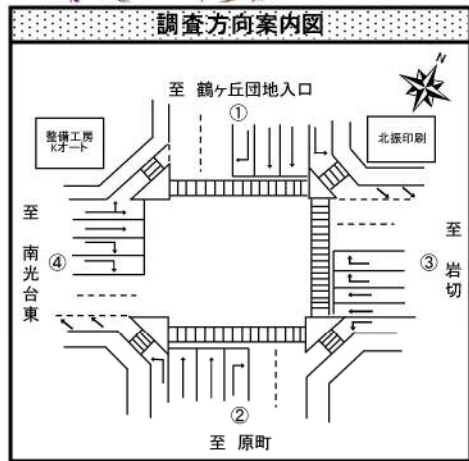 調査方向案内図
N
至 鶴ヶ丘団地入口
①
整備工房
Kオート
北振印刷
至 南光台東
④
至 岩切
③
②
至 原町